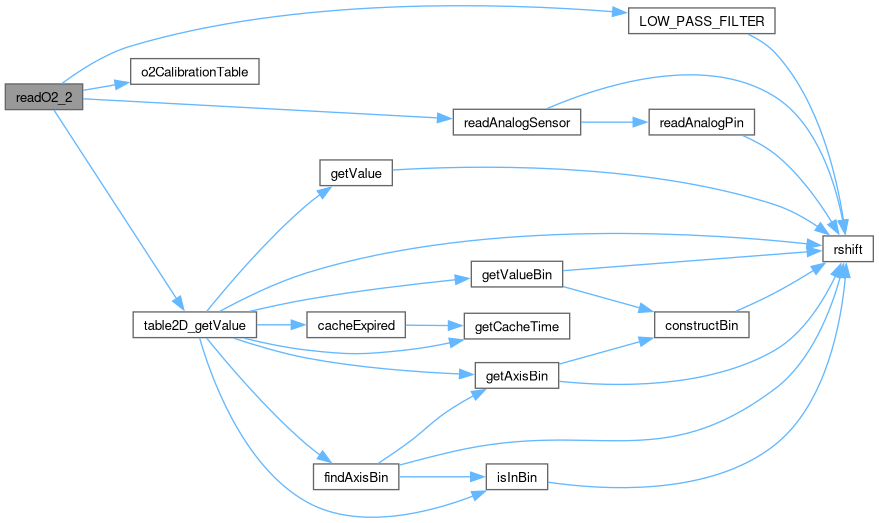 LOW_PASS_FILTER
o2CalibrationTable
readO2_2
readAnalogSensor
readAnalogPin
getValue
rshift
getValueBin
table2D_getValue
cacheExpired
getCacheTime
constructBin
getAxisBin
findAxisBin
isInBin